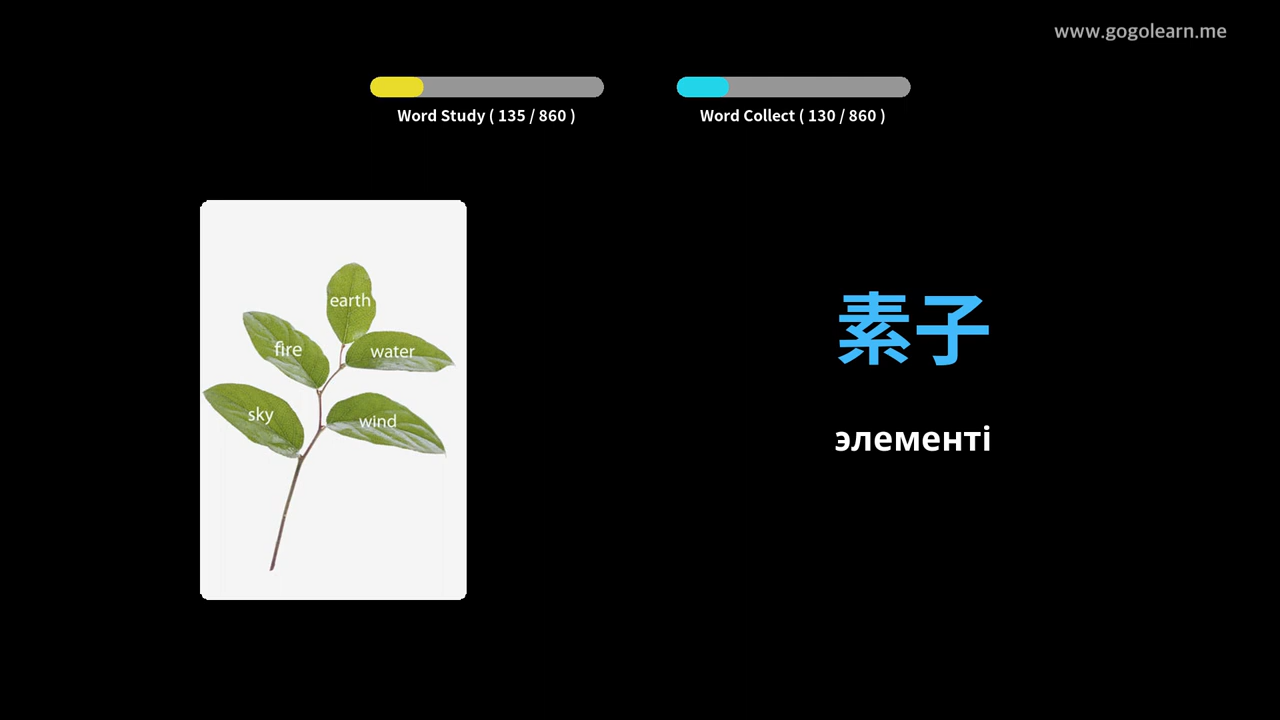 www.gogolearn.me
Word Study ( 135 / 860 )
Word Collect ( 130 / 860 )
earth
fire
water
sky
wind
素子
элементі